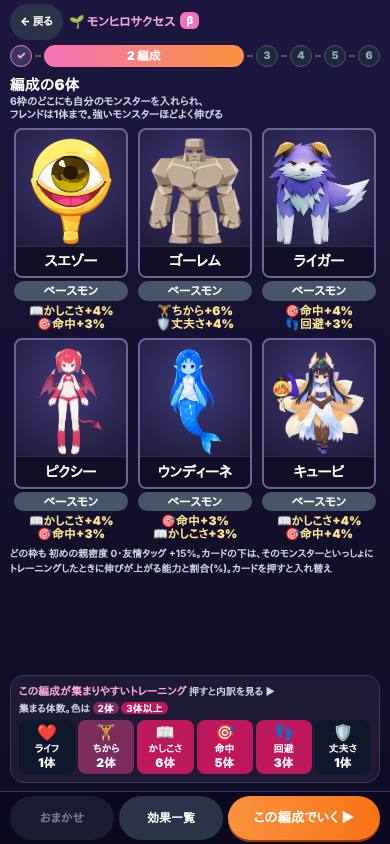 ← 戻る
🌱 モンヒロサクセス β
✓ 2 編成 3 4 5 6
編成の6体
6枠のどこにも自分のモンスターを入れられ、
フレンドは1体まで。強いモンスターほどよく伸びる
スエゾー ゴーレム ライガー
ベースモン ベースモン ベースモン
📖かしこさ+4% 🏋️ちから+6% 🎯命中+4%
🎯命中+3% 🛡️丈夫さ+4% 👣回避+3%
ピクシー ウンディーネ キュービ
ベースモン ベースモン ベースモン
📖かしこさ+4% 🎯命中+3% 📖かしこさ+4%
🎯命中+3% 📖かしこさ+3% 🎯命中+4%
どの枠も 初めの親密度 0・友情タッグ +15%。カードの下は、そのモンスターといっしょに
トレーニングしたときに伸びが上がる能力と割合(%)。カードを押すと入れ替え
この編成が集まりやすいトレーニング 押すと内訳を見る ▶
集まる体数。色は 2体 3体以上
❤️ 🏋️ 📖 🎯 👣 🛡️
ライフ ちから かしこさ 命中 回避 丈夫さ
1体 2体 6体 5体 3体 1体
おまかせ 効果一覧 この編成でいく ▶